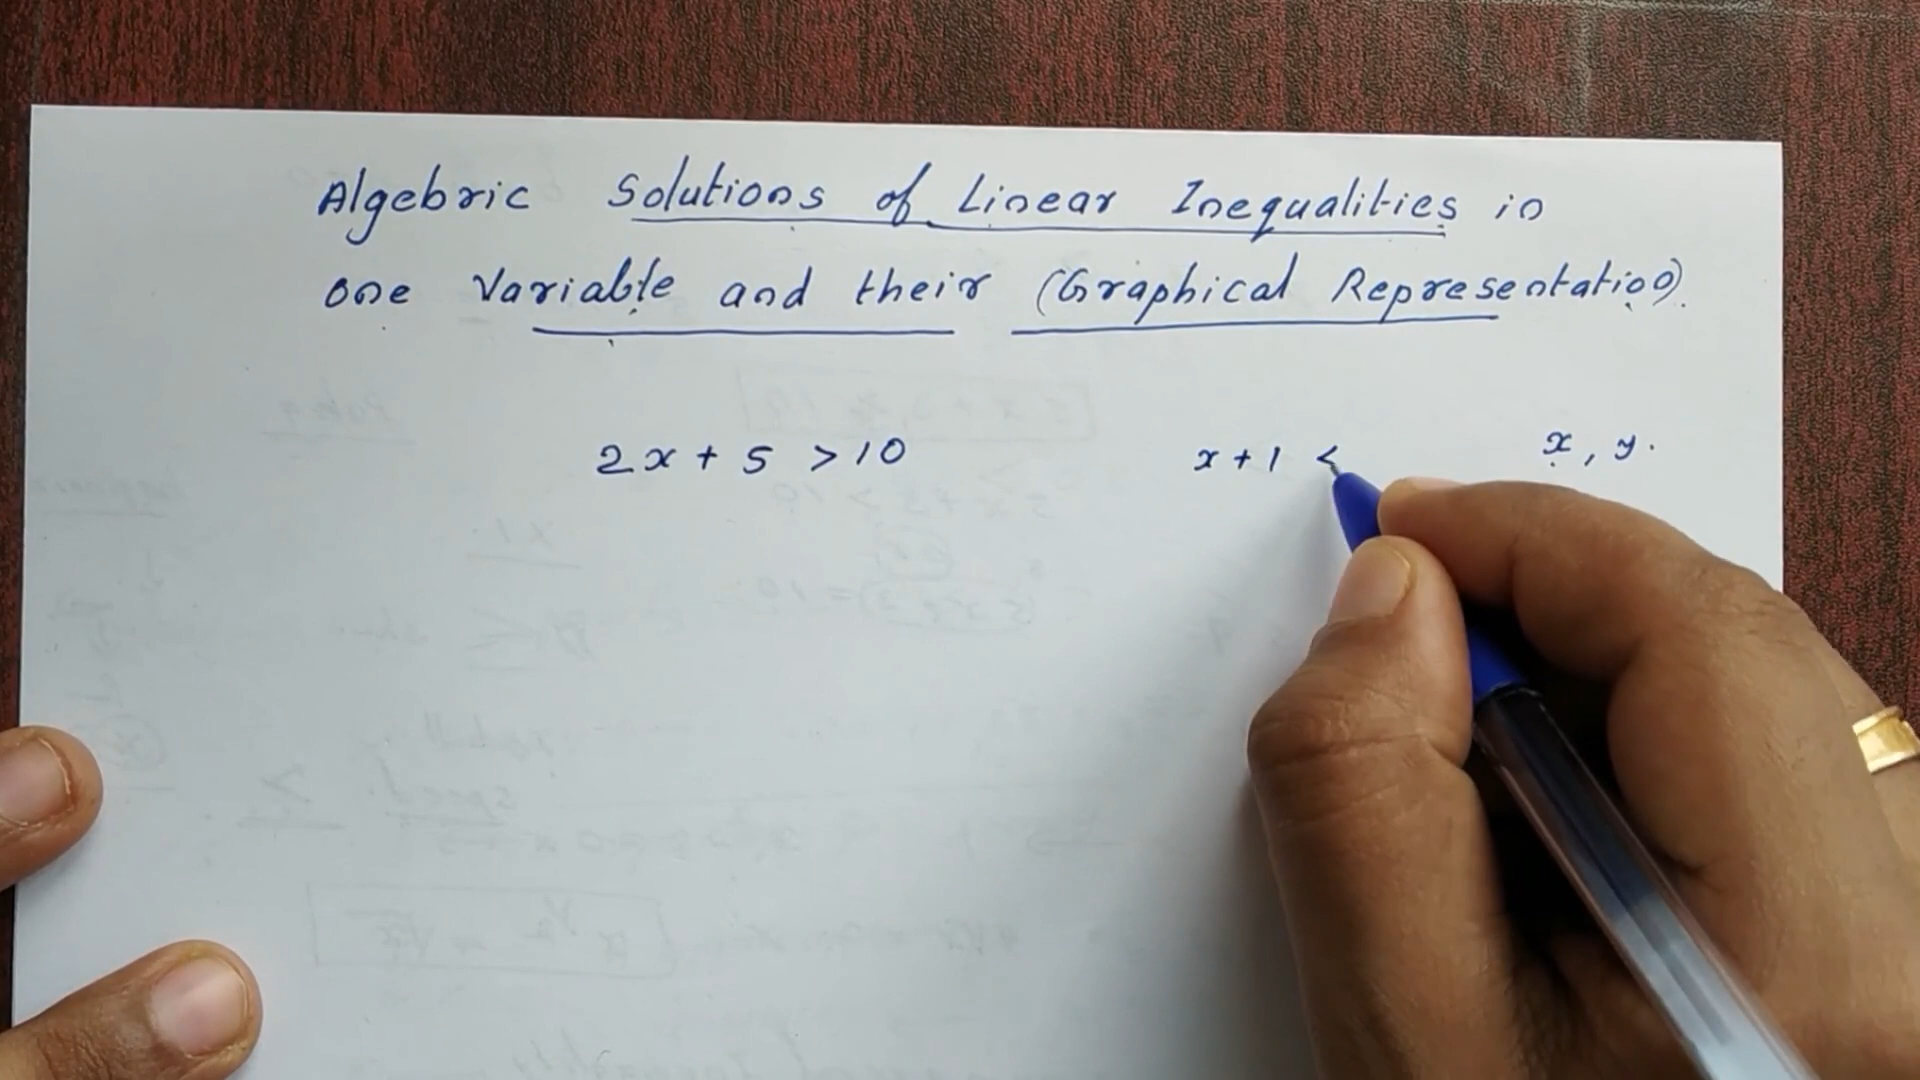 Algebric Solutions of Linear Inequalities in
one Variable and their (Graphical Representation).
2x + 5 > 10 x + 1 < x, y.